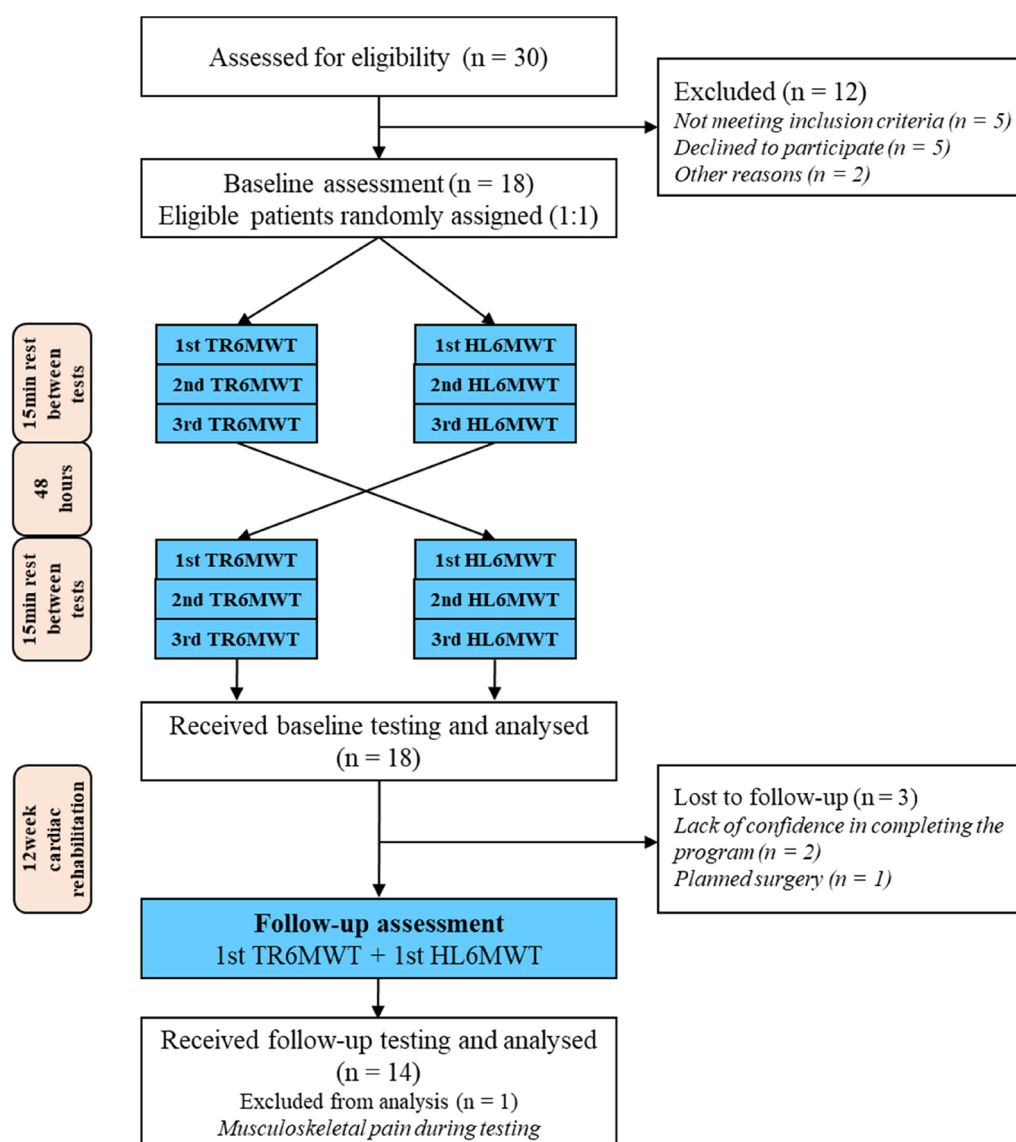 Assessed for eligibility (n = 30)
Excluded (n = 12)
Not meeting inclusion criteria (n = 5)
Declined to participate (n = 5)
Other reasons (n = 2)
Baseline assessment (n = 18)
Eligible patients randomly assigned (1:1)
15min rest
between
tests
1st TR6MWT
2nd TR6MWT
3rd TR6MWT
1st HL6MWT
2nd HL6MWT
3rd HL6MWT
48
hours
15min rest
between
tests
1st TR6MWT
2nd TR6MWT
3rd TR6MWT
1st HL6MWT
2nd HL6MWT
3rd HL6MWT
Received baseline testing and analysed
(n = 18)
12week
cardiac
rehabilitation
Lost to follow-up (n = 3)
Lack of confidence in completing the
program (n = 2)
Planned surgery (n = 1)
Follow-up assessment
1st TR6MWT + 1st HL6MWT
Received follow-up testing and analysed
(n = 14)
Excluded from analysis (n = 1)
Musculoskeletal pain during testing